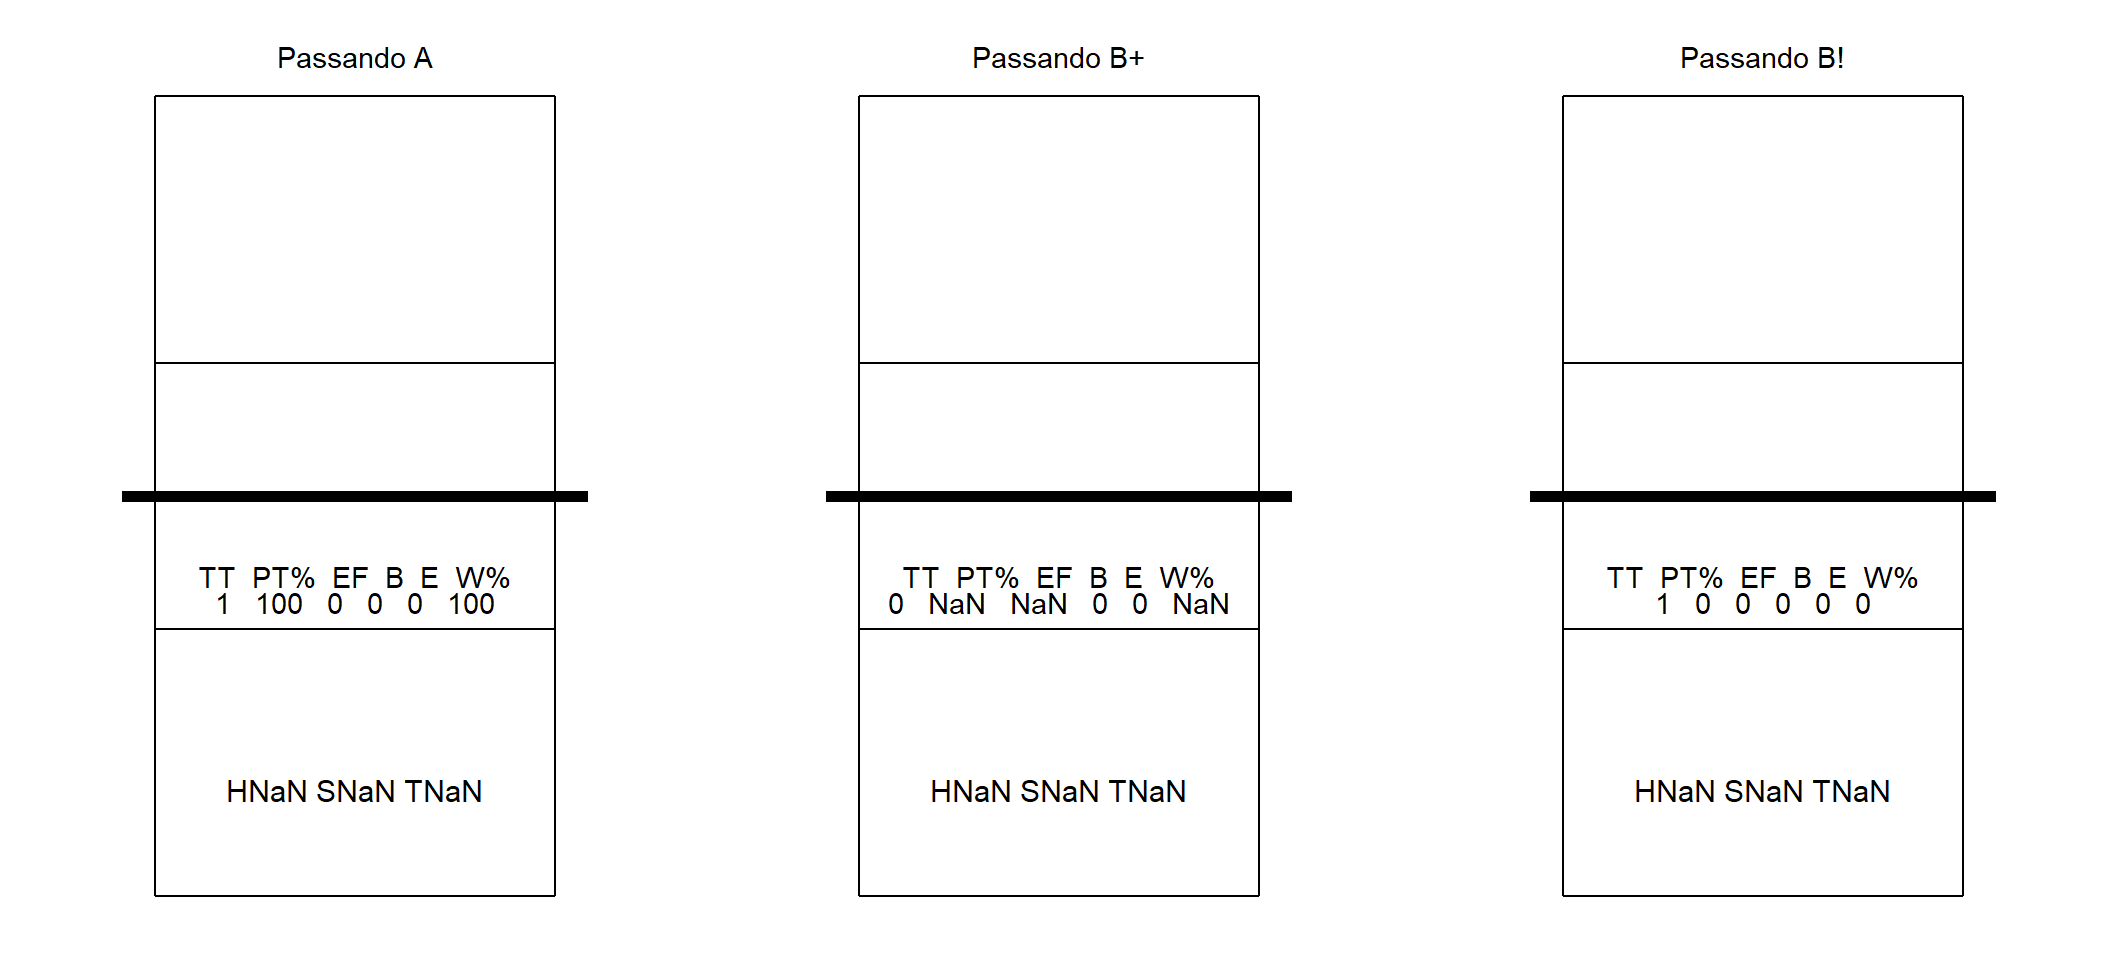 Passando A
TT PT% EF B E W%
1 100 0 0 0 100
HNaN SNaN TNaN
Passando B+
TT PT% EF B E W%
0 NaN NaN 0 0 NaN
HNaN SNaN TNaN
Passando B!
TT PT% EF B E W%
1 0 0 0 0 0
HNaN SNaN TNaN